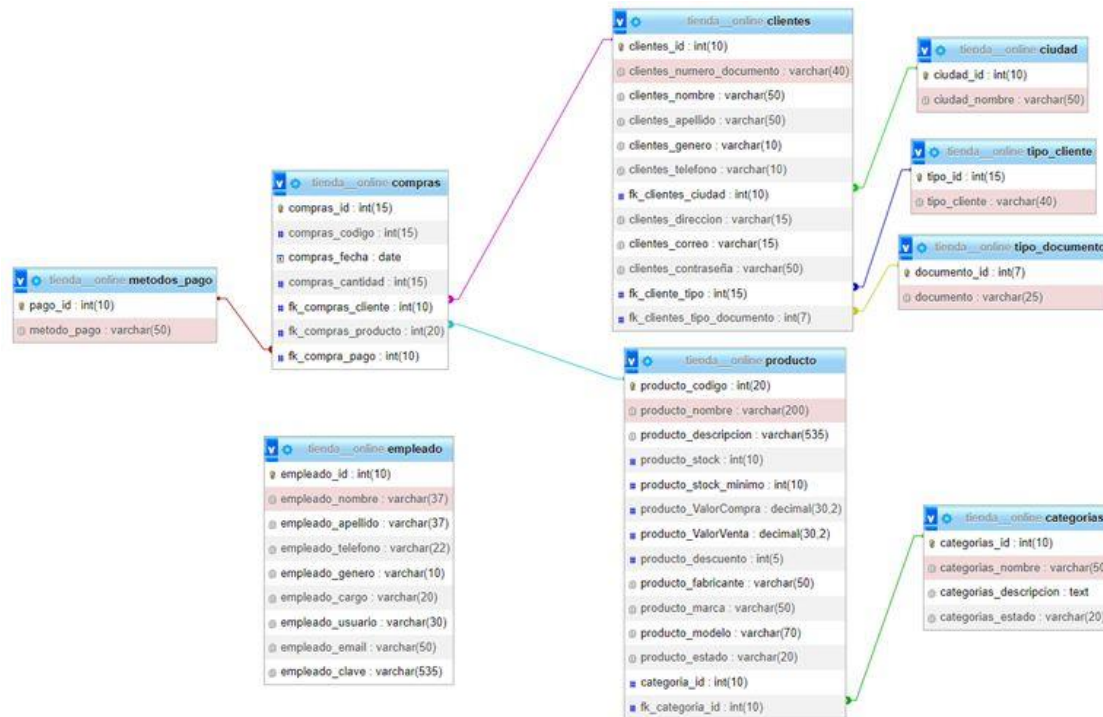 tienda__online metodos_pago
pago_id : int(10)
metodo_pago : varchar(50)
tienda__online compras
compras_id : int(15)
compras_codigo : int(15)
compras_fecha : date
compras_cantidad : int(15)
fk_compras_cliente : int(10)
fk_compras_producto : int(20)
fk_compra_pago : int(10)
tienda__online empleado
empleado_id : int(10)
empleado_nombre : varchar(37)
empleado_apellido : varchar(37)
empleado_telefono : varchar(22)
empleado_genero : varchar(10)
empleado_cargo : varchar(20)
empleado_usuario : varchar(30)
empleado_email : varchar(50)
empleado_clave : varchar(535)
tienda__online clientes
clientes_id : int(10)
clientes_numero_documento : varchar(40)
clientes_nombre : varchar(50)
clientes_apellido : varchar(50)
clientes_genero : varchar(10)
clientes_telefono : varchar(10)
fk_clientes_ciudad : int(10)
clientes_direccion : varchar(15)
clientes_correo : varchar(15)
clientes_contraseña : varchar(50)
fk_cliente_tipo : int(15)
fk_clientes_tipo_documento : int(7)
tienda__online producto
producto_codigo : int(20)
producto_nombre : varchar(200)
producto_descripcion : varchar(535)
producto_stock : int(10)
producto_stock_minimo : int(10)
producto_ValorCompra : decimal(30,2)
producto_ValorVenta : decimal(30,2)
producto_descuento : int(5)
producto_fabricante : varchar(50)
producto_marca : varchar(50)
producto_modelo : varchar(70)
producto_estado : varchar(20)
categoria_id : int(10)
fk_categoria_id : int(10)
tienda__online ciudad
ciudad_id : int(10)
ciudad_nombre : varchar(50)
tienda__online tipo_cliente
tipo_id : int(15)
tipo_cliente : varchar(40)
tienda__online tipo_documento
documento_id : int(7)
documento : varchar(25)
tienda__online categorias
categorias_id : int(10)
categorias_nombre : varchar(50
categorias_descripcion : text
categorias_estado : varchar(20)